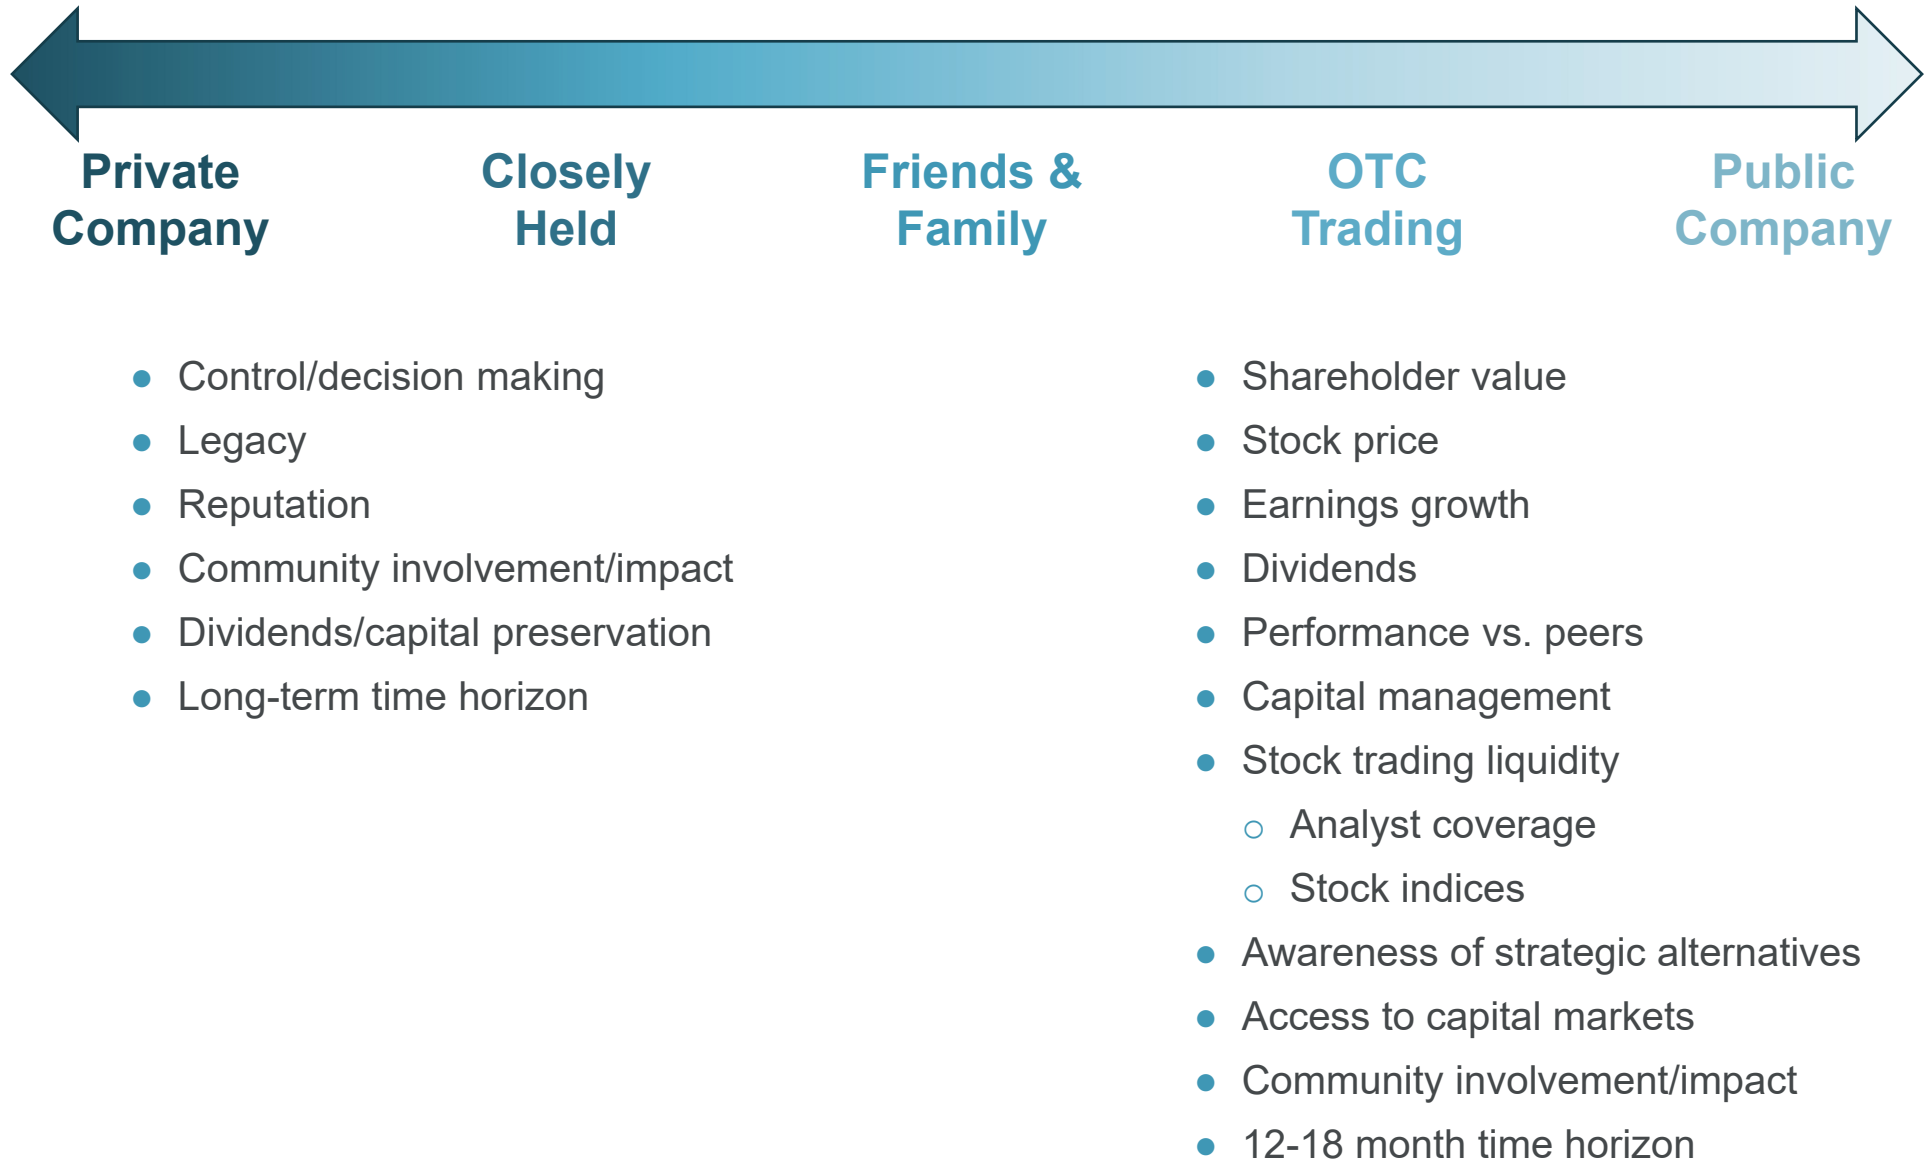 Private
Company
Closely
Held
Friends &
Family
OTC
Trading
Public
Company
● Control/decision making
● Legacy
● Reputation
● Community involvement/impact
● Dividends/capital preservation
● Long-term time horizon
● Shareholder value
● Stock price
● Earnings growth
● Dividends
● Performance vs. peers
● Capital management
● Stock trading liquidity
○ Analyst coverage
○ Stock indices
● Awareness of strategic alternatives
● Access to capital markets
● Community involvement/impact
● 12-18 month time horizon